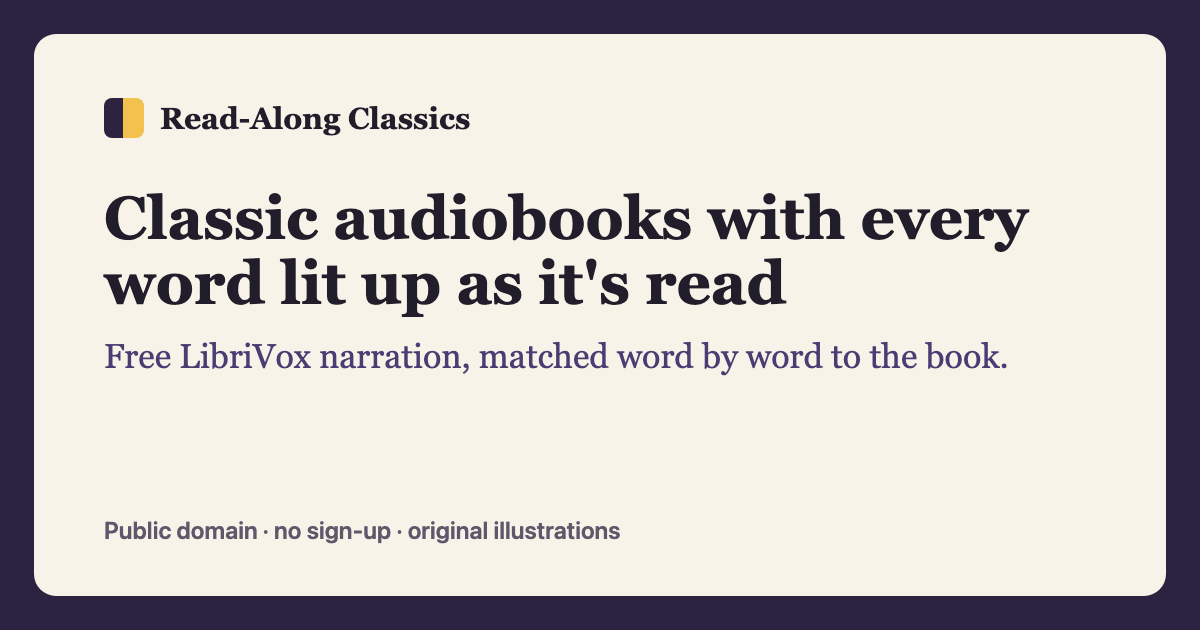 Read-Along Classics
Classic audiobooks with every
word lit up as it's read
Free LibriVox narration, matched word by word to the book.
Public domain · no sign-up · original illustrations